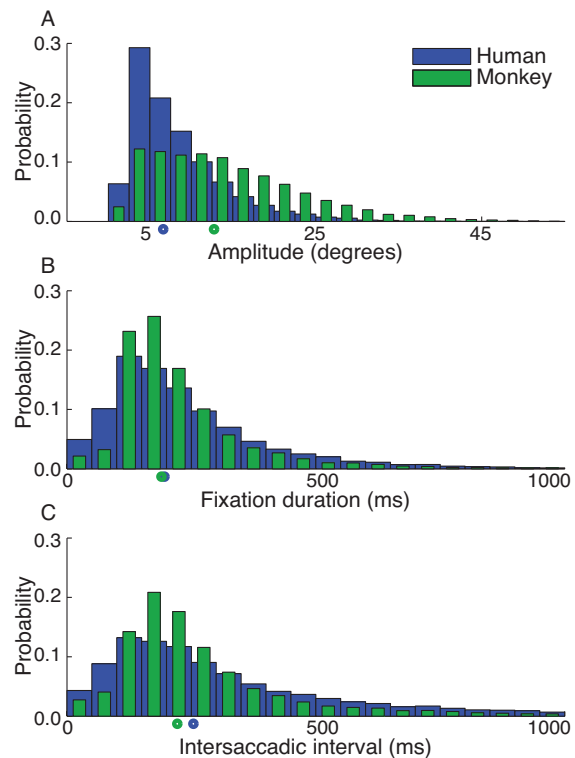 A
0.3
Human
Monkey
0.2
Probability
0.1
0.0
5 25 45
Amplitude (degrees)
B
0.3
0.2
Probability
0.1
0.0
0 500 1000
Fixation duration (ms)
C
0.3
0.2
Probability
0.1
0.0
0 500 1000
Intersaccadic interval (ms)